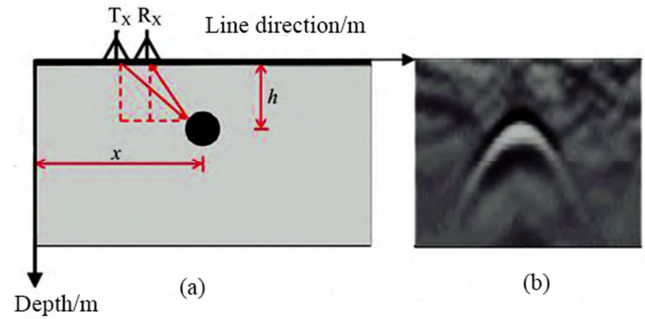 Tx Rx
Line direction/m
h
x
(a)
(b)
Depth/m